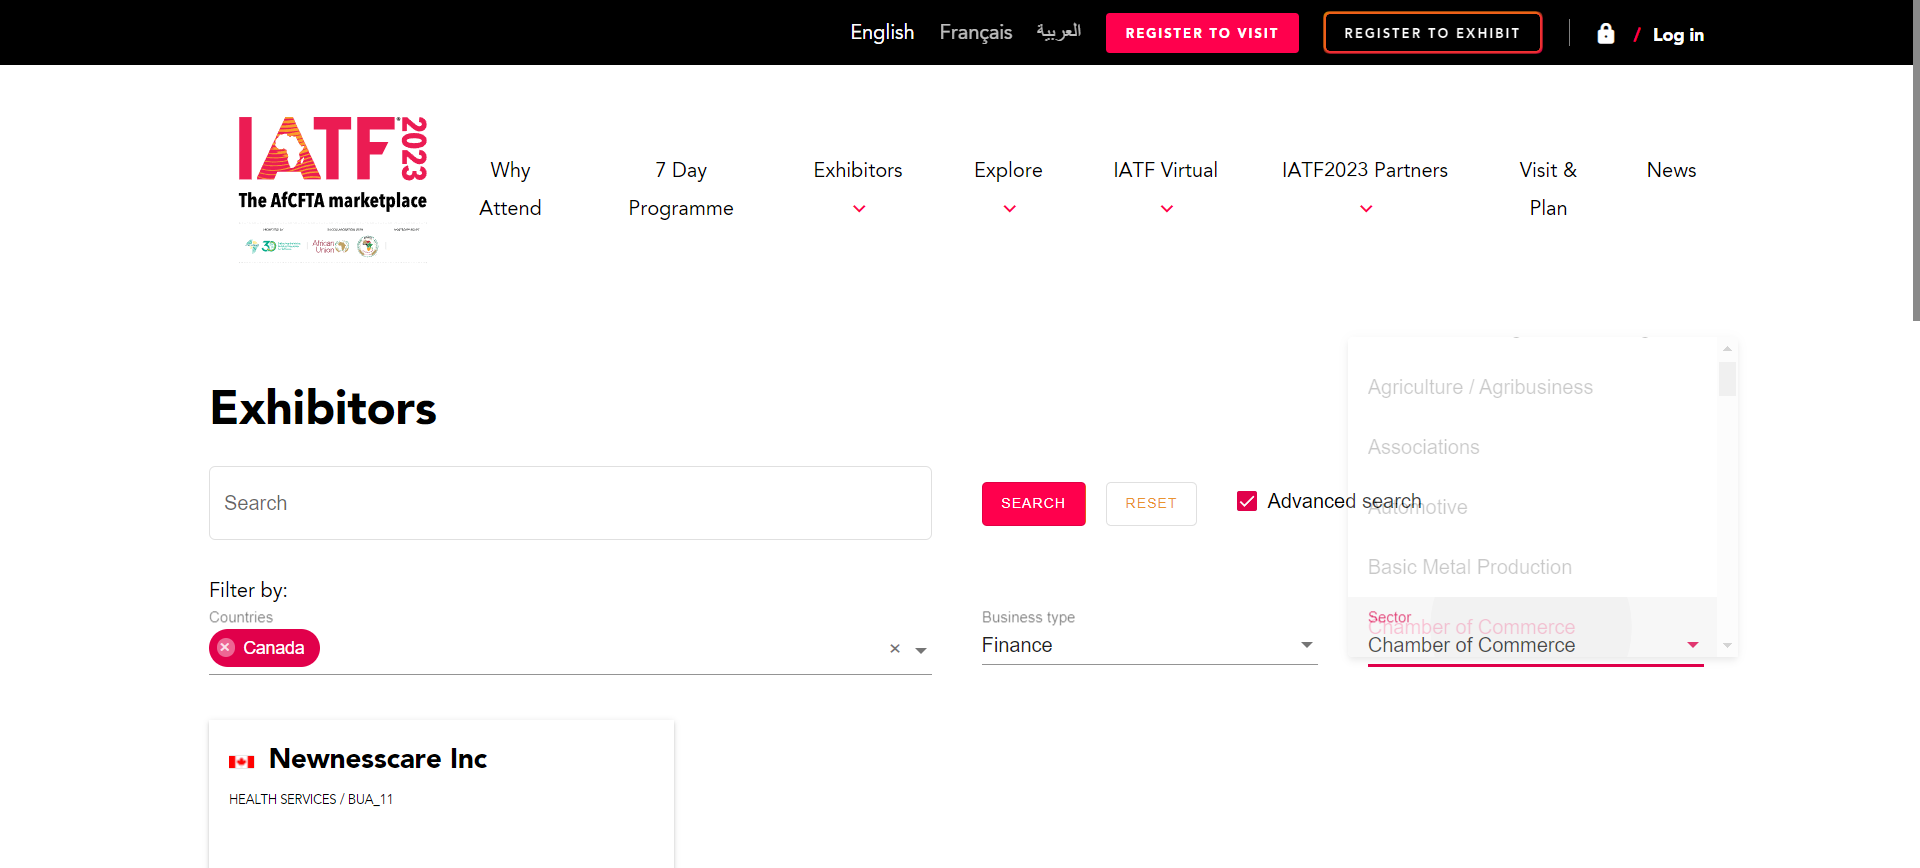 English
Français
العربية
REGISTER TO VISIT
REGISTER TO EXHIBIT
/
Log in
IATF 2023
The AfCFTA marketplace
African Union
Why Attend
7 Day Programme
Exhibitors
Explore
IATF Virtual
IATF2023 Partners
Visit & Plan
News
Exhibitors
Search
SEARCH
RESET
Advanced search
Agriculture / Agribusiness
Associations
Automotive
Basic Metal Production
Chamber of Commerce
Filter by:
Countries
Canada
Business type
Finance
Sector
Chamber of Commerce
Newnesscare Inc
HEALTH SERVICES / BUA_11